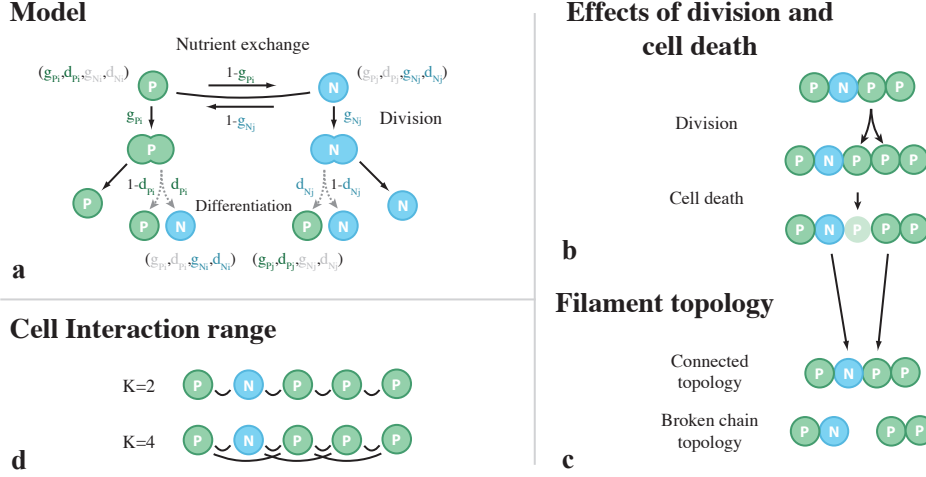 Model
Nutrient exchange
(gPi,dPi,gNi,dNi)
P
1-gPi
N
(gPj,dPj,gNj,dNj)
1-gNj
gPi
gNj
Division
P
N
1-dPi
dPi
dNj
1-dNj
P
Differentiation
N
P
N
P
N
(gPi,dPi,gNi,dNi)
(gPj,dPj,gNj,dNj)
a
Effects of division and
cell death
P N P P
Division
P N P P P
Cell death
P N P P P
b
Cell Interaction range
K=2
P N P P P
K=4
P N P P P
d
Filament topology
Connected
topology
P N P P
Broken chain
topology
P N P P
c